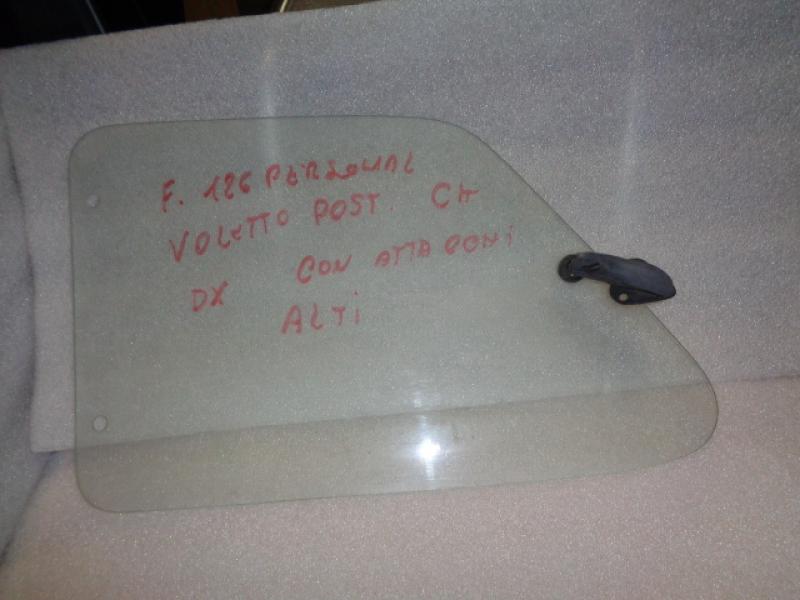 F. 126 PERSONAL
VOLETTO POST. CH
DX CON ATTACCHI
ALTI